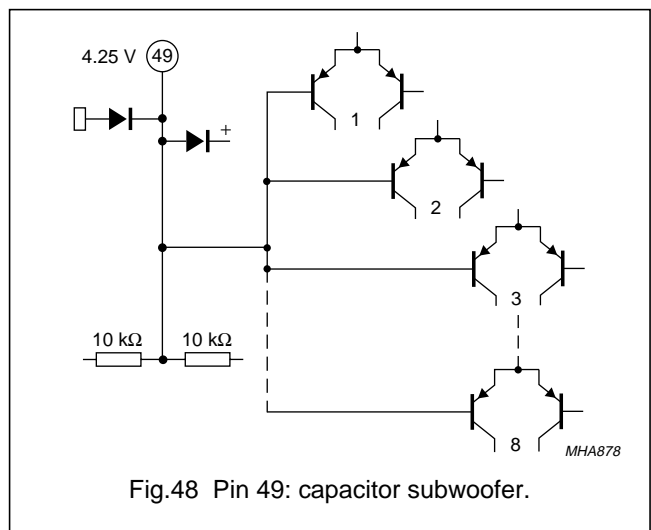 4.25 V 49
+
1
2
3
10 kΩ 10 kΩ
8
MHA878
Fig.48 Pin 49: capacitor subwoofer.